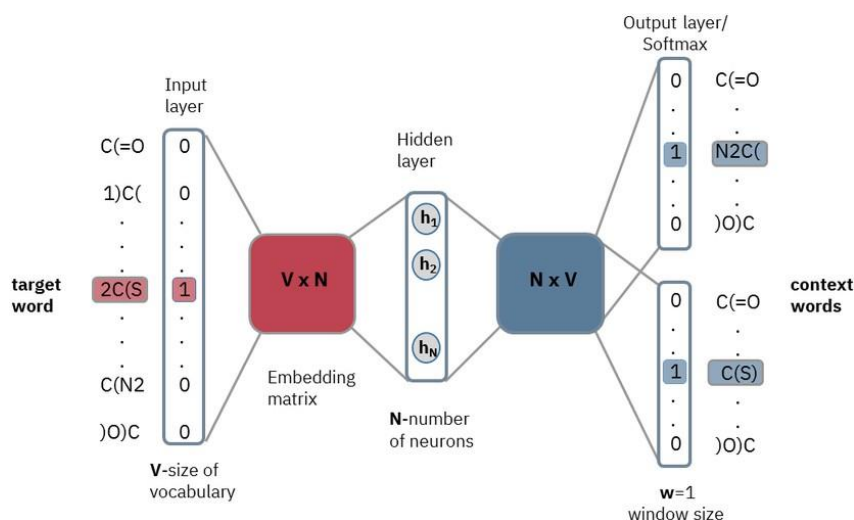 Input
layer
C(=O
0
1)C(
0
.
.
.
.
.
.
target
word
2C(S
1
.
.
.
.
.
.
C(N2
0
)O)C
0
V-size of
vocabulary
V x N
Embedding
matrix
Hidden
layer
h1
h2
hN
N-number
of neurons
N x V
Output layer/
Softmax
0
C(=O
.
.
.
.
1
N2C(
.
.
.
.
0
)O)C
0
C(=O
.
.
.
.
1
C(S)
.
.
.
.
0
)O)C
context
words
w=1
window size